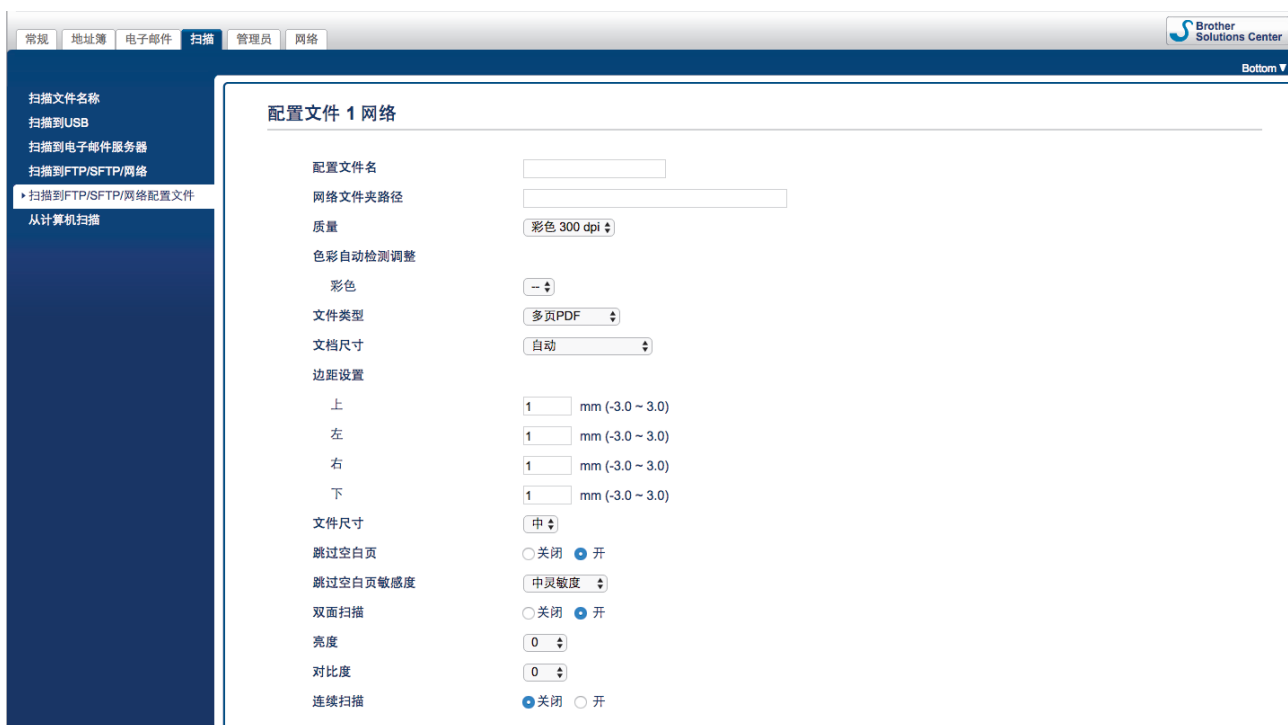 常规 地址簿 电子邮件 扫描 管理员 网络
Brother
Solutions Center
Bottom▼
扫描文件名称
扫描到USB
扫描到电子邮件服务器
扫描到FTP/SFTP/网络
扫描到FTP/SFTP/网络配置文件
从计算机扫描
配置文件 1 网络
配置文件名
网络文件夹路径
质量 彩色 300 dpi
色彩自动检测调整
彩色 --
文件类型 多页PDF
文档尺寸 自动
边距设置
上 1 mm (-3.0 ~ 3.0)
左 1 mm (-3.0 ~ 3.0)
右 1 mm (-3.0 ~ 3.0)
下 1 mm (-3.0 ~ 3.0)
文件尺寸 中
跳过空白页 关闭 开
跳过空白页敏感度 中灵敏度
双面扫描 关闭 开
亮度 0
对比度 0
连续扫描 关闭 开